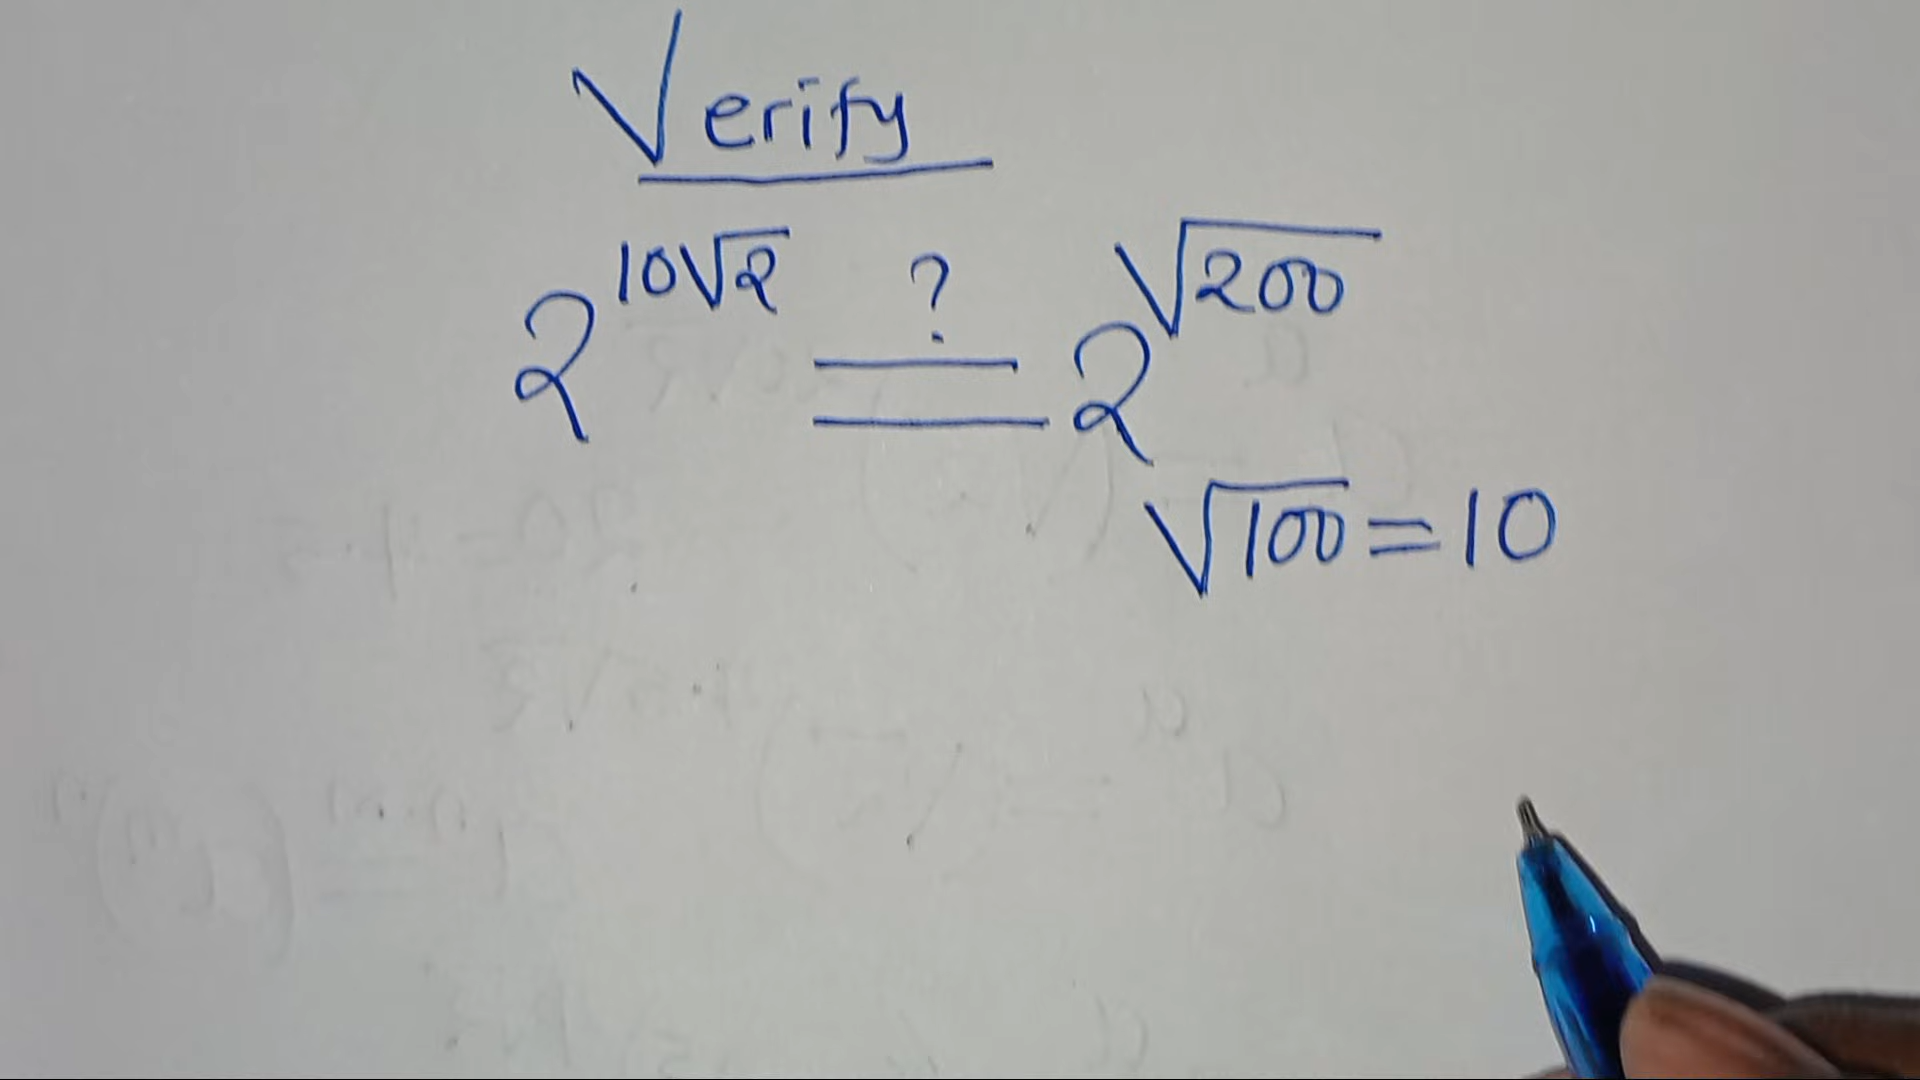 Verify
2^{10√2} =^{?} 2^{√200}
√100 = 10